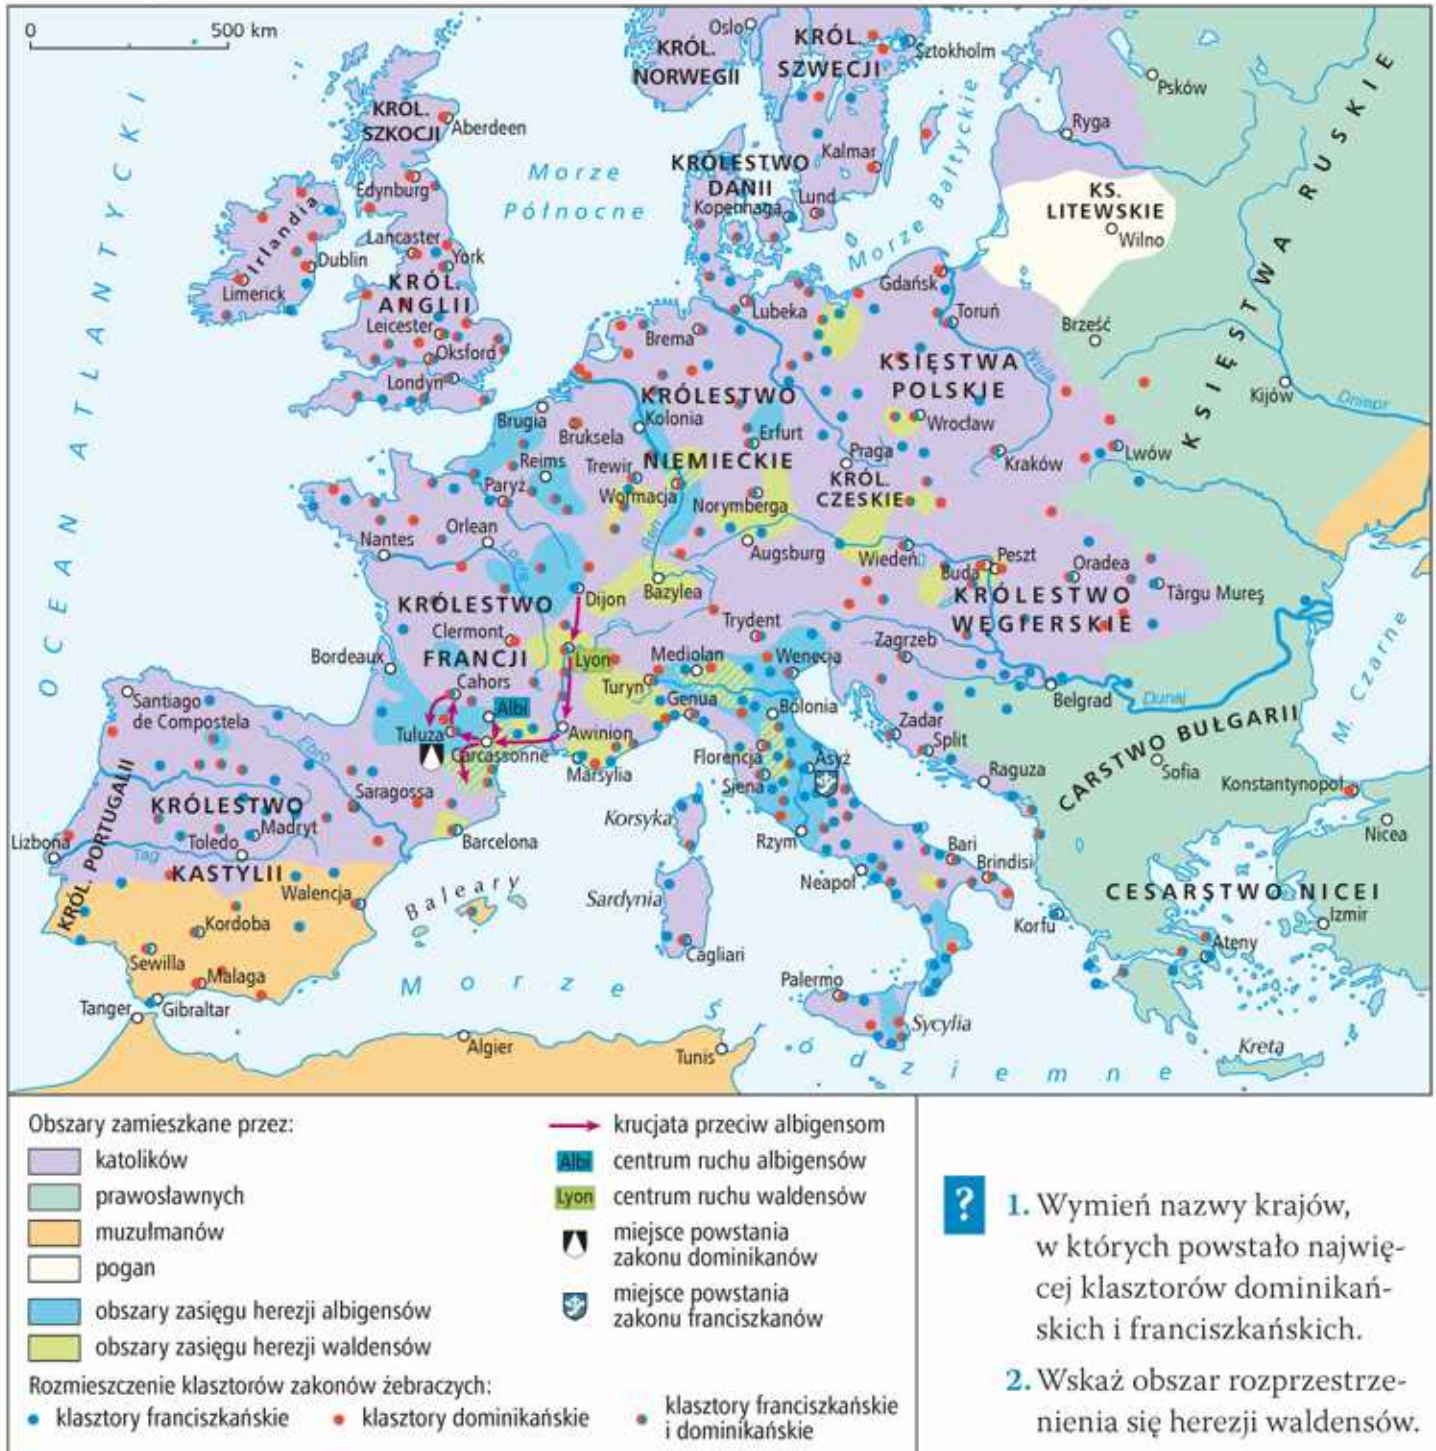 0 500 km
Oslo
KRÓL.
NORWEGII
KRÓL.
SZWECJI
Sztokholm
Psków
Ryga
KRÓL.
SZKOCJI
Aberdeen
Edynburg
Morze
Północne
KRÓLESTWO
DANII
Kopenhaga
Kalmar
Lund
Morze Bałtyckie
KS.
LITEWSKIE
Wilno
KSIĘSTWA RUSKIE
OCEAN ATLANTYCKI
Irlandia
Dublin
Limerick
Lancaster
York
KRÓL.
ANGLII
Leicester
Oksford
Londyn
Gdańsk
Toruń
Lubeka
Brema
Brześć
Wisła
KSIĘSTWA
POLSKIE
Kijów
Dniepr
KRÓLESTWO
NIEMIECKIE
Brugia
Bruksela
Kolonia
Erfurt
Wrocław
Praga
Kraków
Lwów
Reims
Trewir
Paryż
Wormacja
Norymberga
KRÓL.
CZESKIE
Orlean
Nantes
Loara
Ren
Augsburg
Wiedeń
Buda
Peszt
Oradea
Târgu Mureş
KRÓLESTWO
WĘGIERSKIE
Bazylea
Dijon
KRÓLESTWO
FRANCJI
Clermont
Bordeaux
Lyon
Trydent
Zagrzeb
Mediolan
Wenecja
Turyn
Genua
Bolonia
Belgrad
Dunaj
M. Czarne
Cahors
Albi
Santiago
de Compostela
Tuluza
Carcassonne
Awinion
Marsylia
Florencja
Siena
Asyż
Zadar
Split
Raguza
CARSTWO BUŁGARII
Sofia
Konstantynopol
Nicea
Ebro
Saragossa
KRÓL. PORTUGALII
KRÓLESTWO
KASTYLII
Madryt
Toledo
Tag
Lizbona
Barcelona
Korsyka
Rzym
Bari
Brindisi
Neapol
Walencja
Baleary
Sardynia
Cagliari
Korfu
CESARSTWO NICEI
Izmir
Ateny
Kordoba
Sewilla
Malaga
Tanger
Gibraltar
Morze Śródziemne
Palermo
Sycylia
Kreta
Algier
Tunis
Obszary zamieszkane przez:
katolików
prawosławnych
muzułmanów
pogan
obszary zasięgu herezji albigensów
obszary zasięgu herezji waldensów
Rozmieszczenie klasztorów zakonów żebraczych:
klasztory franciszkańskie
klasztory dominikańskie
klasztory franciszkańskie
i dominikańskie
krucjata przeciw albigensom
Albi centrum ruchu albigensów
Lyon centrum ruchu waldensów
miejsce powstania
zakonu dominikanów
miejsce powstania
zakonu franciszkanów
?
1. Wymień nazwy krajów,
w których powstało najwię-
cej klasztorów dominikań-
skich i franciszkańskich.
2. Wskaż obszar rozprzestrze-
nienia się herezji waldensów.